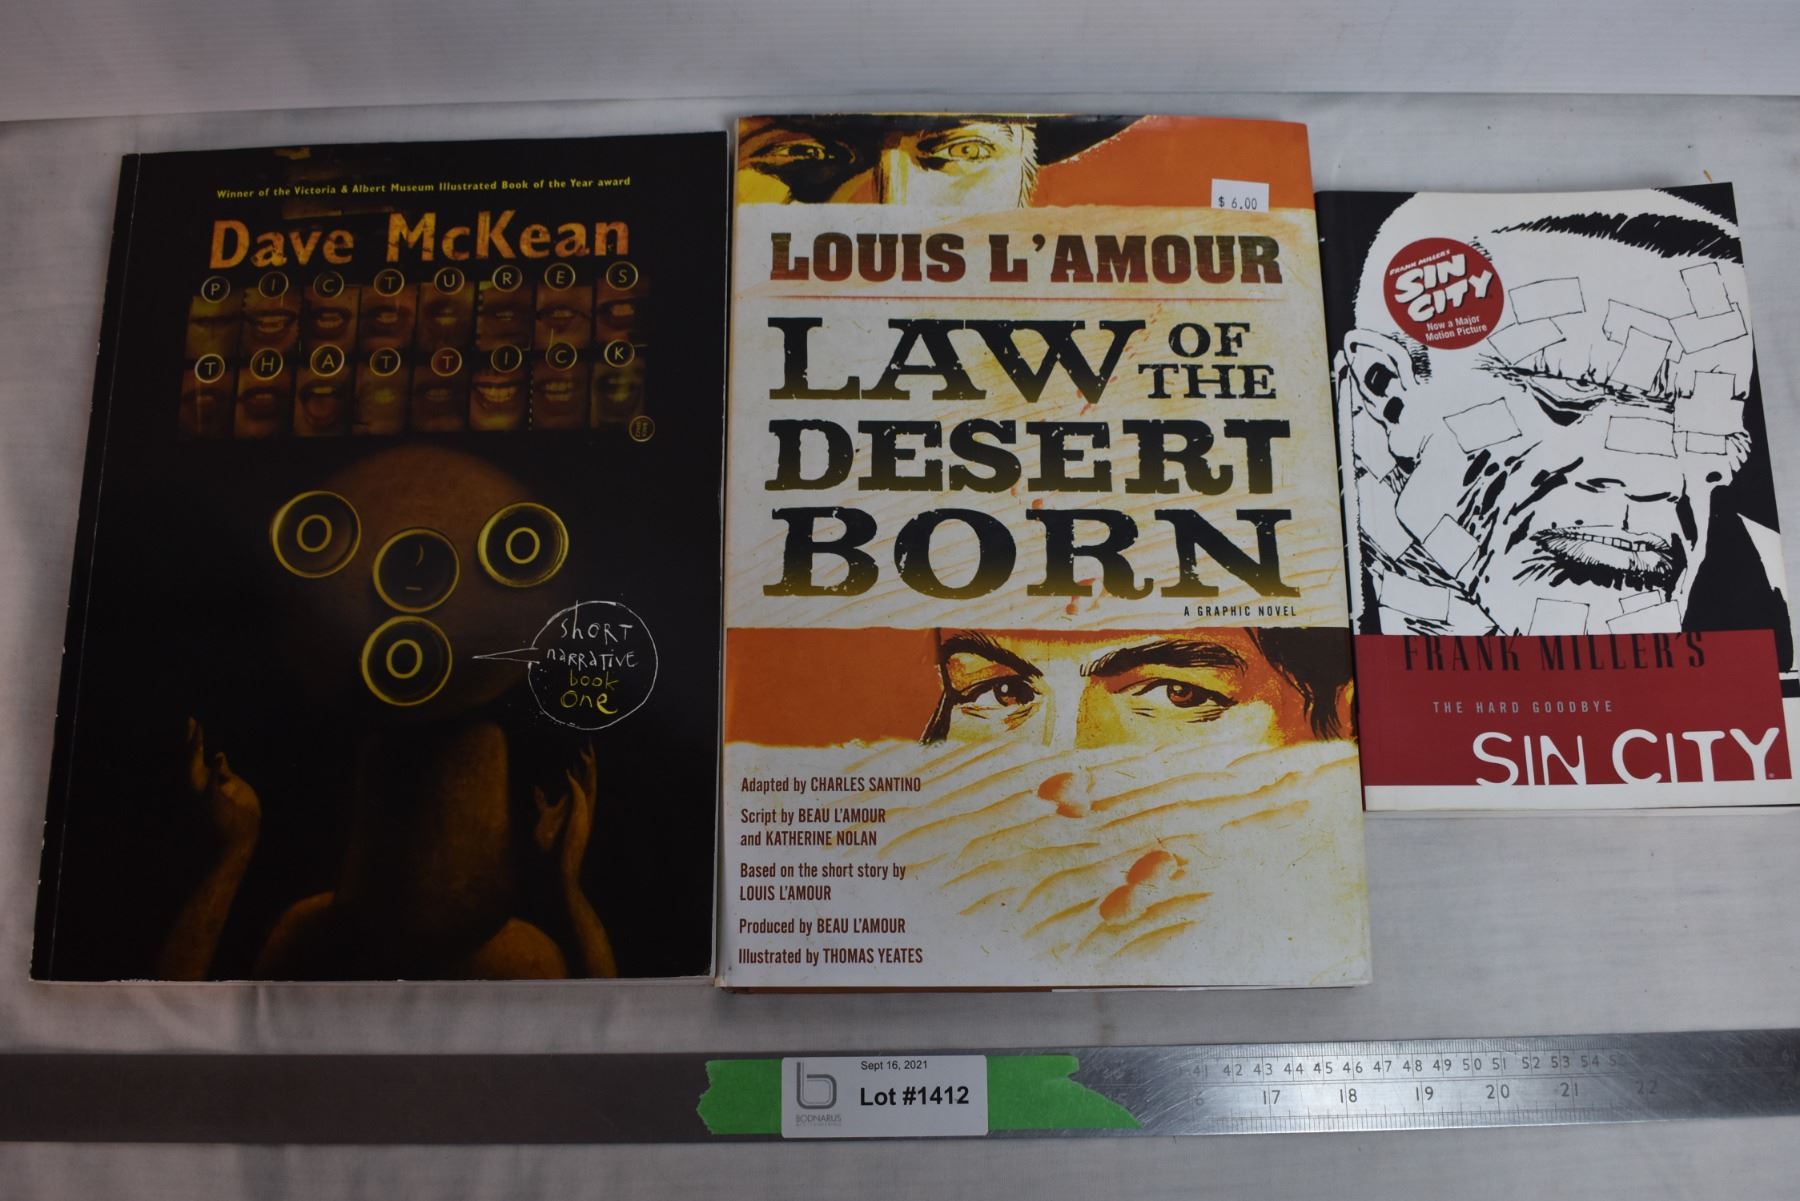 Winner of the Victoria & Albert Museum Illustrated Book of the Year award
Dave McKean
PICTURES
THAT TICK
short
narrative
book
one
$ 6.00
LOUIS L'AMOUR
LAW OF THE
DESERT
BORN
A GRAPHIC NOVEL
Adapted by CHARLES SANTINO
Script by BEAU L'AMOUR
and KATHERINE NOLAN
Based on the short story by
LOUIS L'AMOUR
Produced by BEAU L'AMOUR
Illustrated by THOMAS YEATES
FRANK MILLER'S
SIN
CITY
Now a Major
Motion Picture
FRANK MILLER'S
THE HARD GOODBYE
SIN CITY
Sept 16, 2021
Lot #1412
b
BODNARUS
41 42 43 44 45 46 47 48 49 50 51 52 53 54
17 18 19 20 21 22